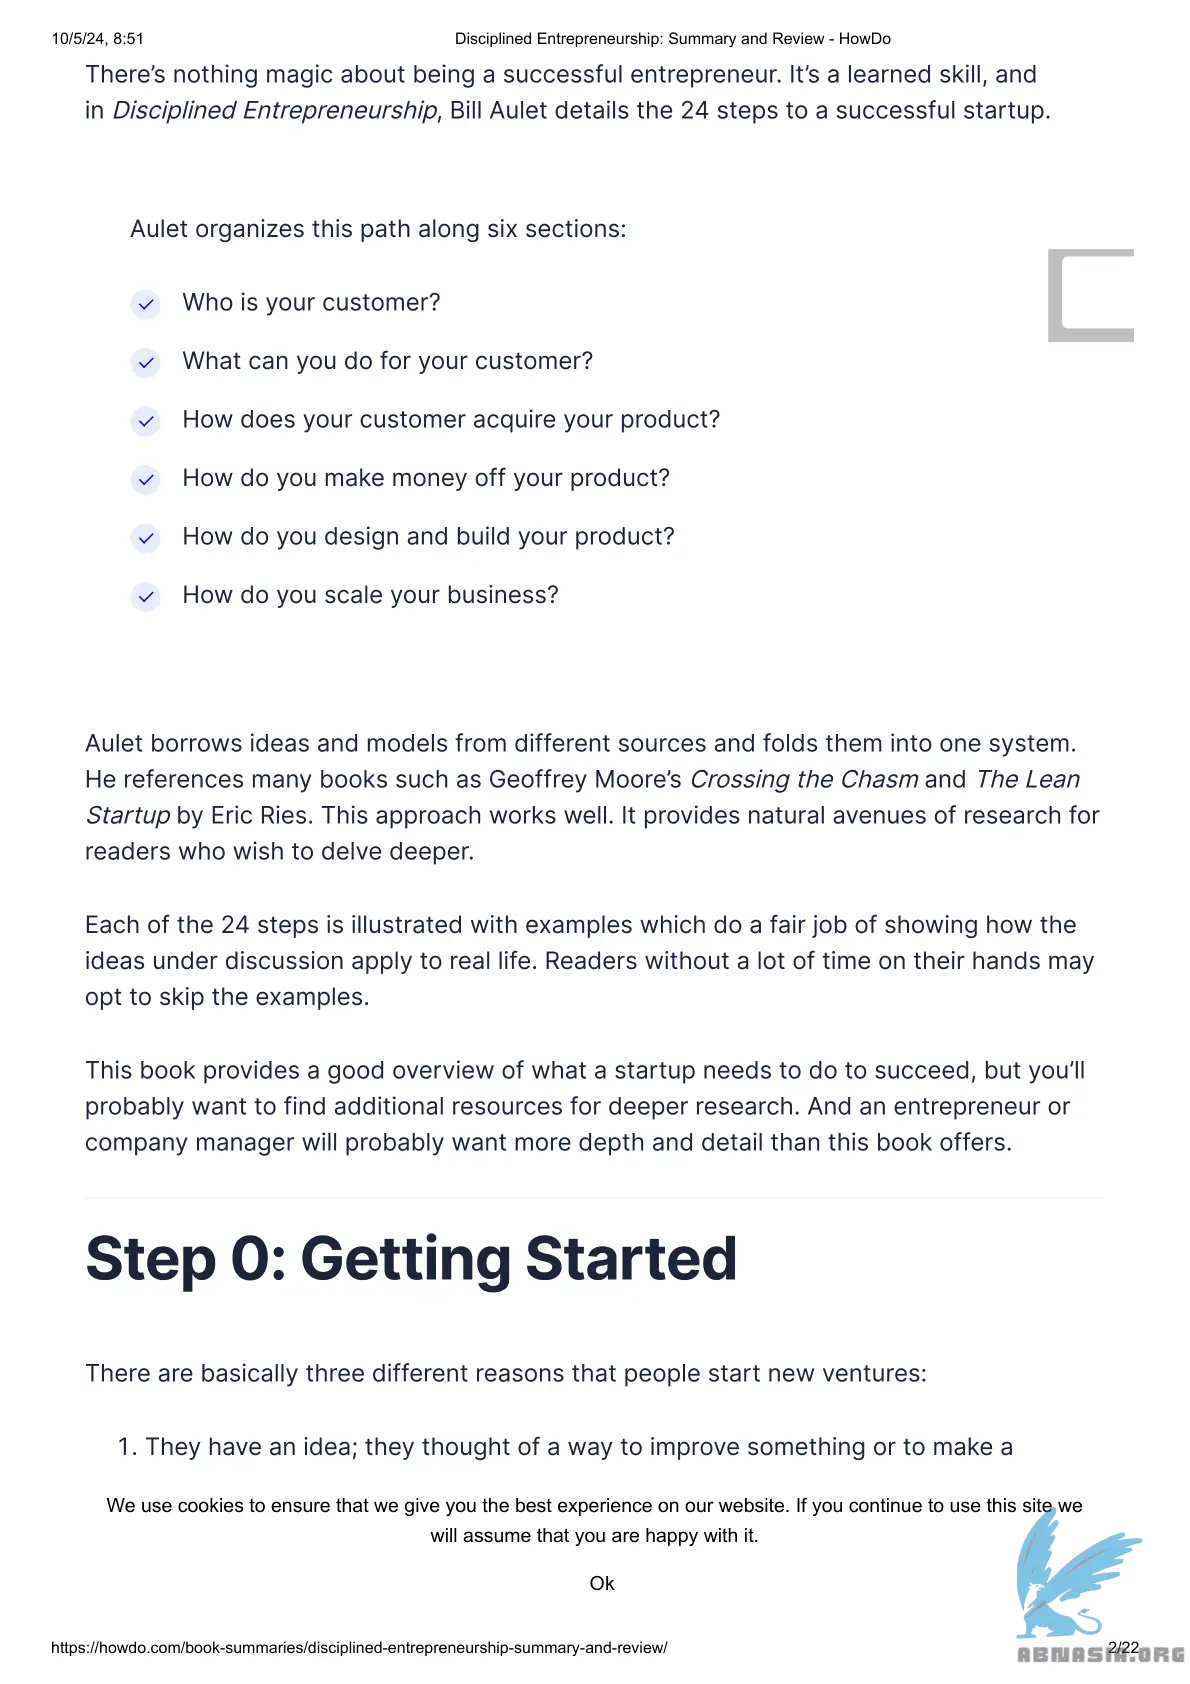 10/5/24, 8:51
Disciplined Entrepreneurship: Summary and Review - HowDo
There’s nothing magic about being a successful entrepreneur. It’s a learned skill, and
in Disciplined Entrepreneurship, Bill Aulet details the 24 steps to a successful startup.
Aulet organizes this path along six sections:
Who is your customer?
What can you do for your customer?
How does your customer acquire your product?
How do you make money off your product?
How do you design and build your product?
How do you scale your business?
Aulet borrows ideas and models from different sources and folds them into one system.
He references many books such as Geoffrey Moore’s Crossing the Chasm and The Lean
Startup by Eric Ries. This approach works well. It provides natural avenues of research for
readers who wish to delve deeper.
Each of the 24 steps is illustrated with examples which do a fair job of showing how the
ideas under discussion apply to real life. Readers without a lot of time on their hands may
opt to skip the examples.
This book provides a good overview of what a startup needs to do to succeed, but you’ll
probably want to find additional resources for deeper research. And an entrepreneur or
company manager will probably want more depth and detail than this book offers.
Step 0: Getting Started
There are basically three different reasons that people start new ventures:
1. They have an idea; they thought of a way to improve something or to make a
We use cookies to ensure that we give you the best experience on our website. If you continue to use this site we
will assume that you are happy with it.
Ok
https://howdo.com/book-summaries/disciplined-entrepreneurship-summary-and-review/
2/22
ABMASIA.ORG